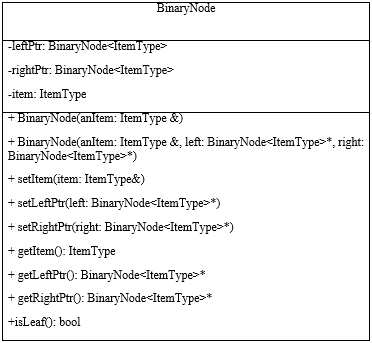 BinaryNode
-leftPtr: BinaryNode<ItemType>
-rightPtr: BinaryNode<ItemType>
-item: ItemType
+ BinaryNode(anItem: ItemType &)
+ BinaryNode(anItem: ItemType &, left: BinaryNode<ItemType>*, right:
BinaryNode<ItemType>*)
+ setItem(item: ItemType&)
+ setLeftPtr(left: BinaryNode<ItemType>*)
+ setRightPtr(right: BinaryNode<ItemType>*)
+ getItem(): ItemType
+ getLeftPtr(): BinaryNode<ItemType>*
+ getRightPtr(): BinaryNode<ItemType>*
+isLeaf(): bool